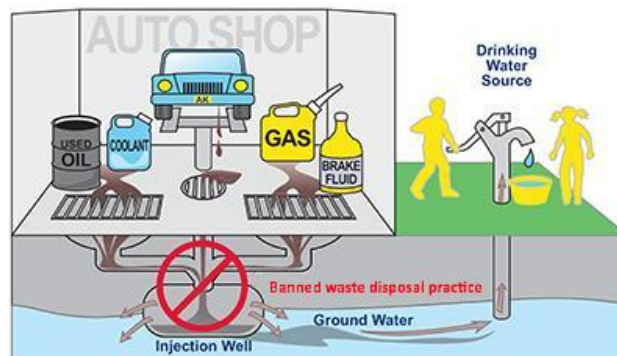 AUTO SHOP
AK
USED
OIL
COOLANT
GAS
BRAKE
FLUID
Drinking
Water
Source
Banned waste disposal practice
Ground Water
Injection Well